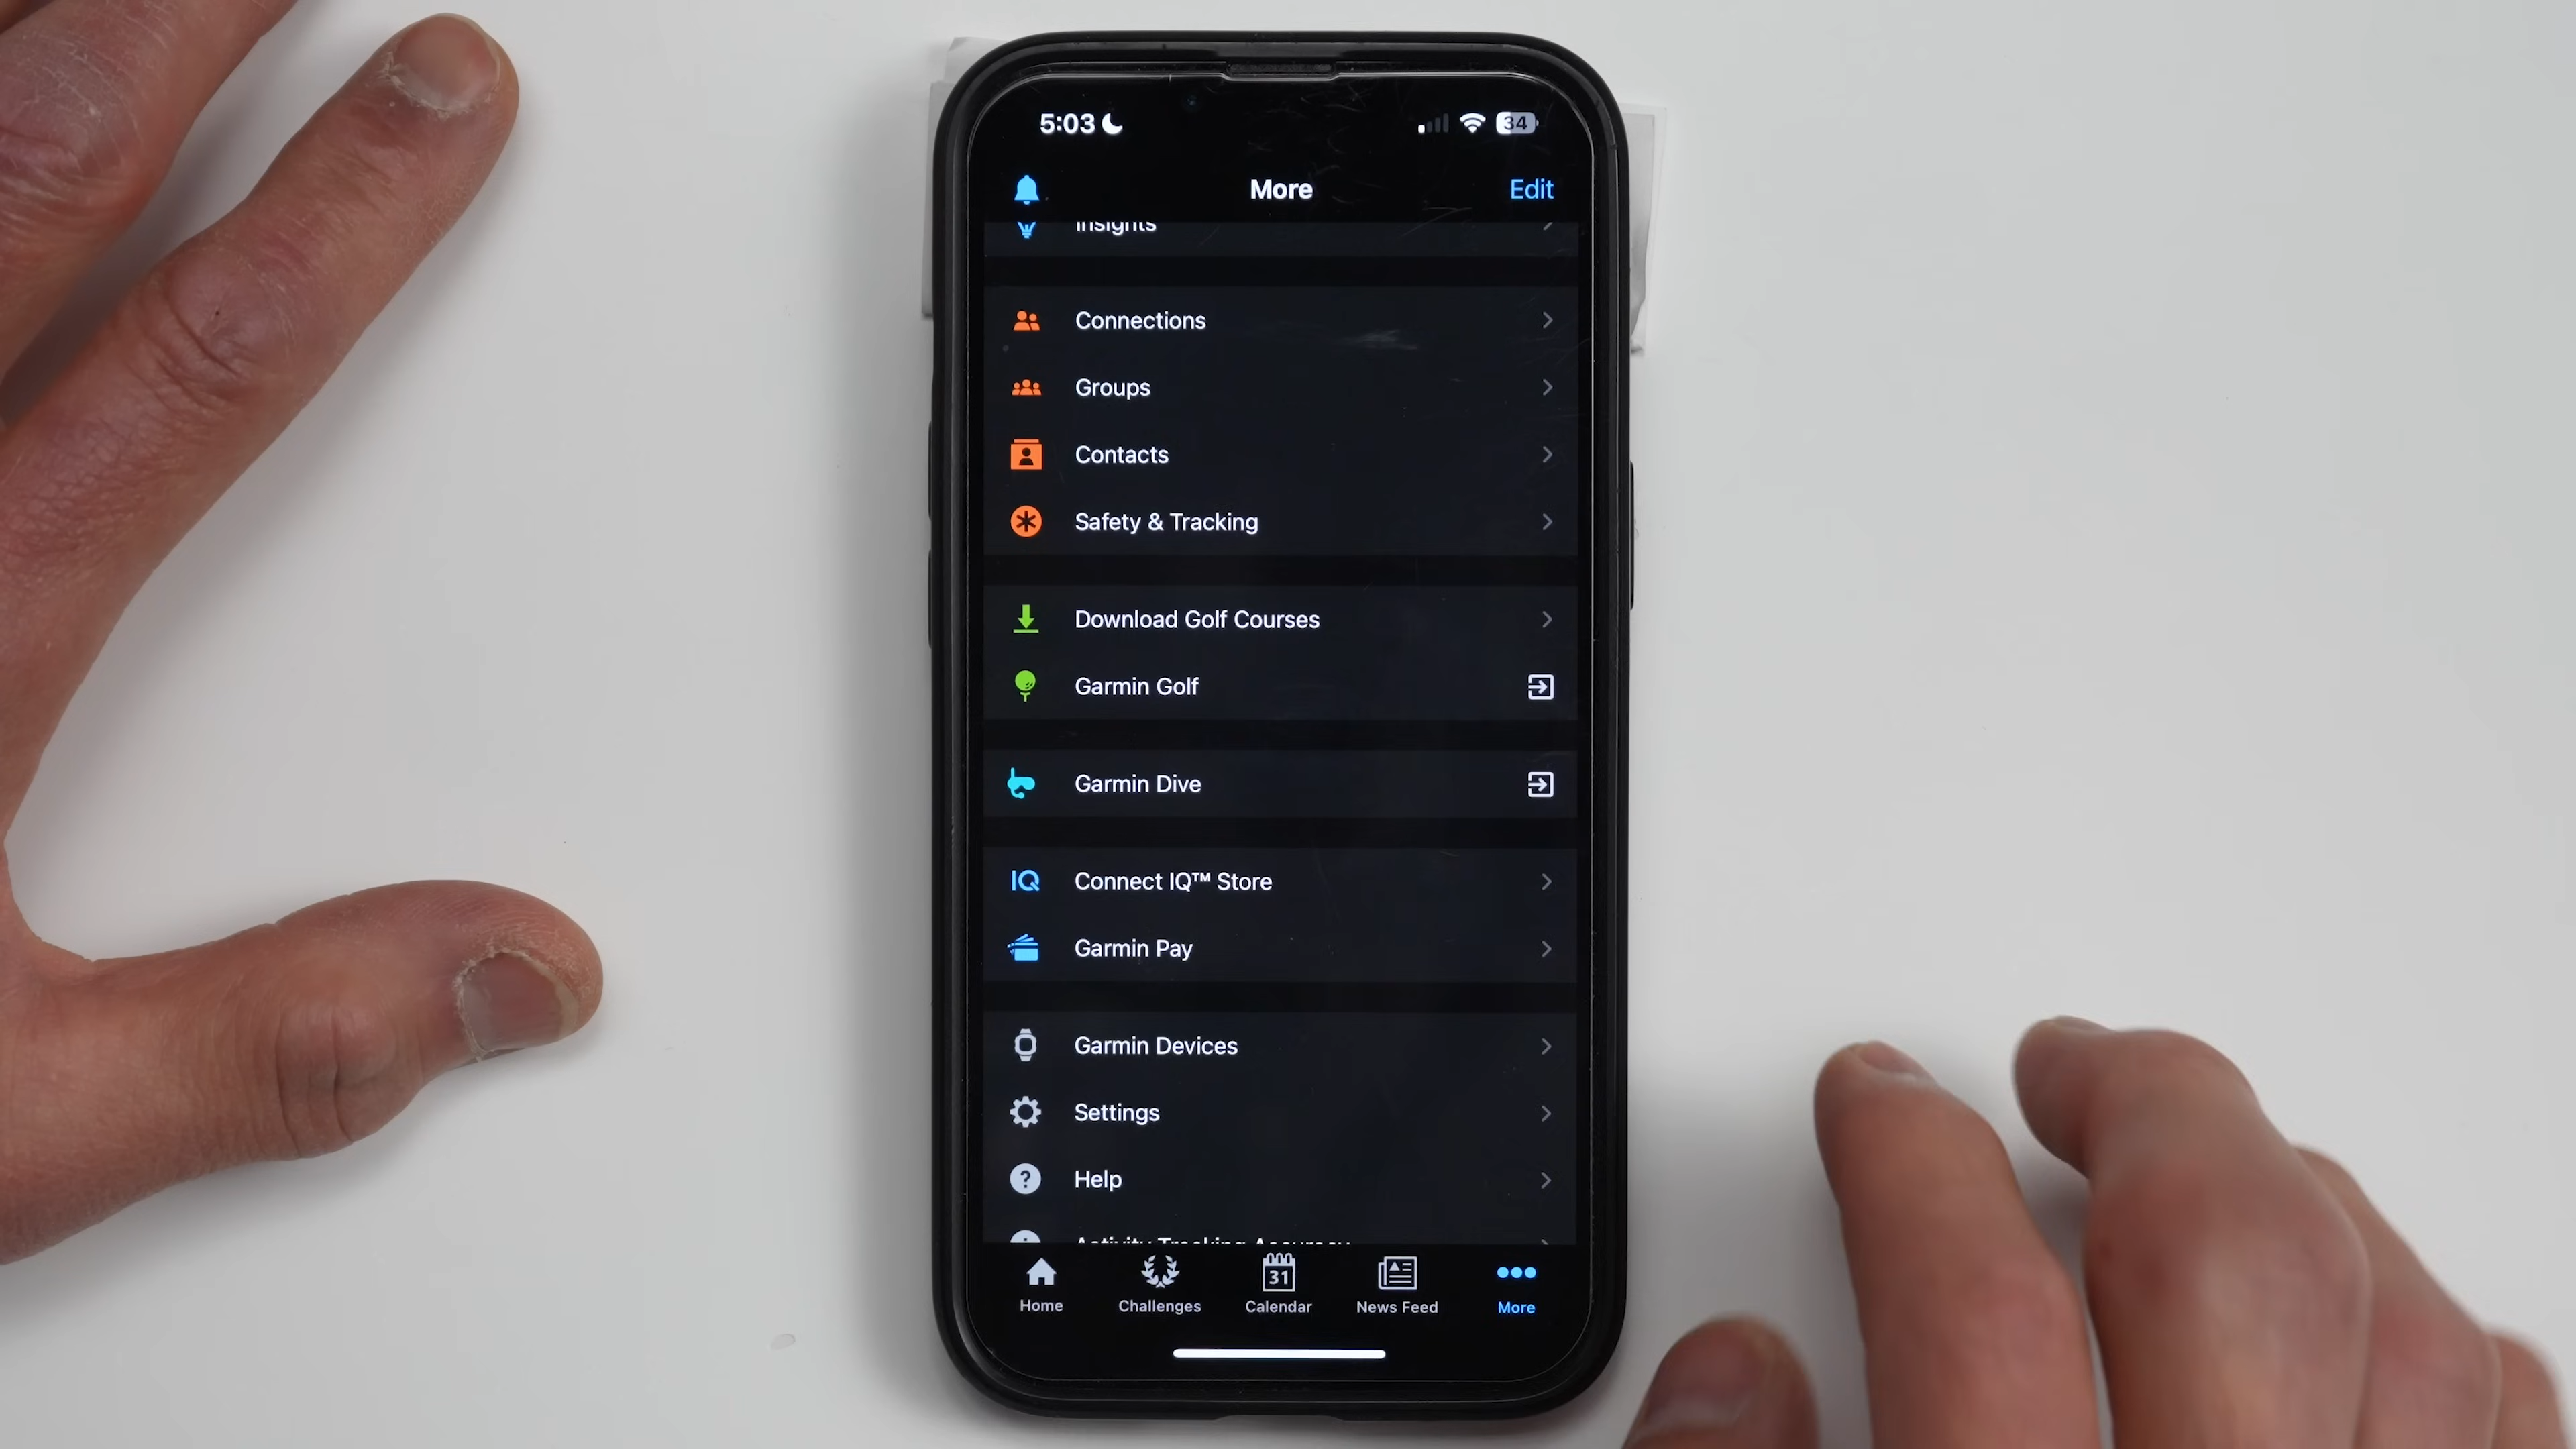 5:03
34
More
Edit
Insights
Connections
Groups
Contacts
Safety & Tracking
Download Golf Courses
Garmin Golf
Garmin Dive
IQ Connect IQ™ Store
Garmin Pay
Garmin Devices
Settings
? Help
Activity Tracking Accuracy
31
Home
Challenges
Calendar
News Feed
More